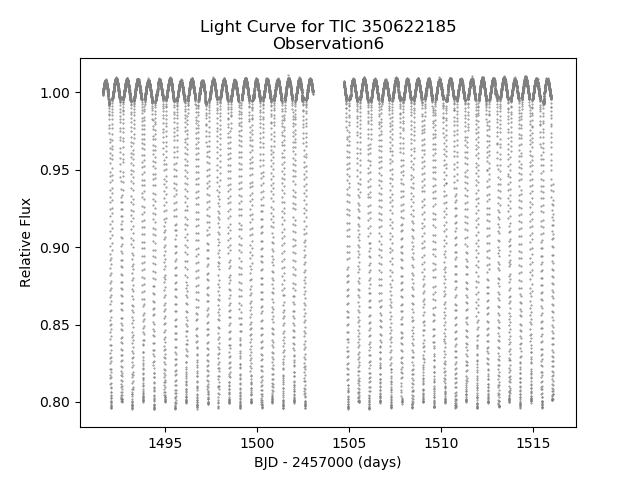 Light Curve for TIC 350622185
Observation6
1.00
0.95
0.90
0.85
0.80
Relative Flux
1495
1500
1505
1510
1515
BJD - 2457000 (days)